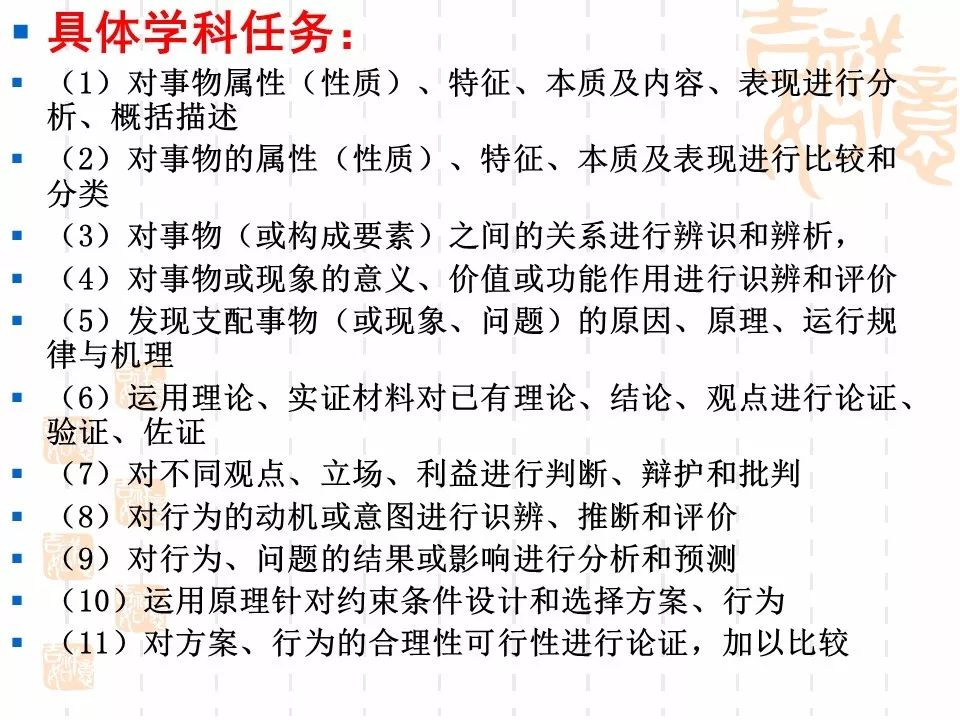 具体学科任务：
（1）对事物属性（性质）、特征、本质及内容、表现进行分
析、概括描述
（2）对事物的属性（性质）、特征、本质及表现进行比较和
分类
（3）对事物（或构成要素）之间的关系进行辨识和辨析，
（4）对事物或现象的意义、价值或功能作用进行识辨和评价
（5）发现支配事物（或现象、问题）的原因、原理、运行规
律与机理
（6）运用理论、实证材料对已有理论、结论、观点进行论证、
验证、佐证
（7）对不同观点、立场、利益进行判断、辩护和批判
（8）对行为的动机或意图进行识辨、推断和评价
（9）对行为、问题的结果或影响进行分析和预测
（10）运用原理针对约束条件设计和选择方案、行为
（11）对方案、行为的合理性可行性进行论证，加以比较
吉祥
如意